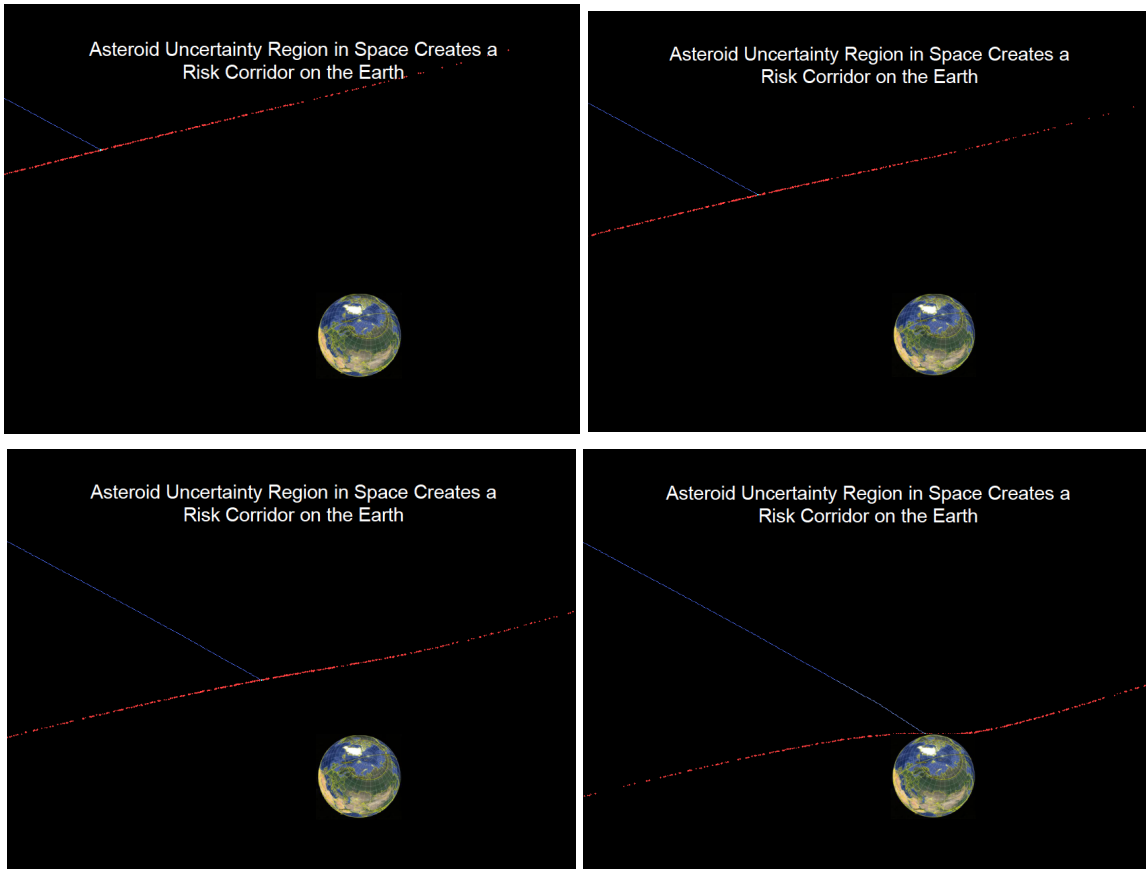 Asteroid Uncertainty Region in Space Creates a
Risk Corridor on the Earth
Asteroid Uncertainty Region in Space Creates a
Risk Corridor on the Earth
Asteroid Uncertainty Region in Space Creates a
Risk Corridor on the Earth
Asteroid Uncertainty Region in Space Creates a
Risk Corridor on the Earth